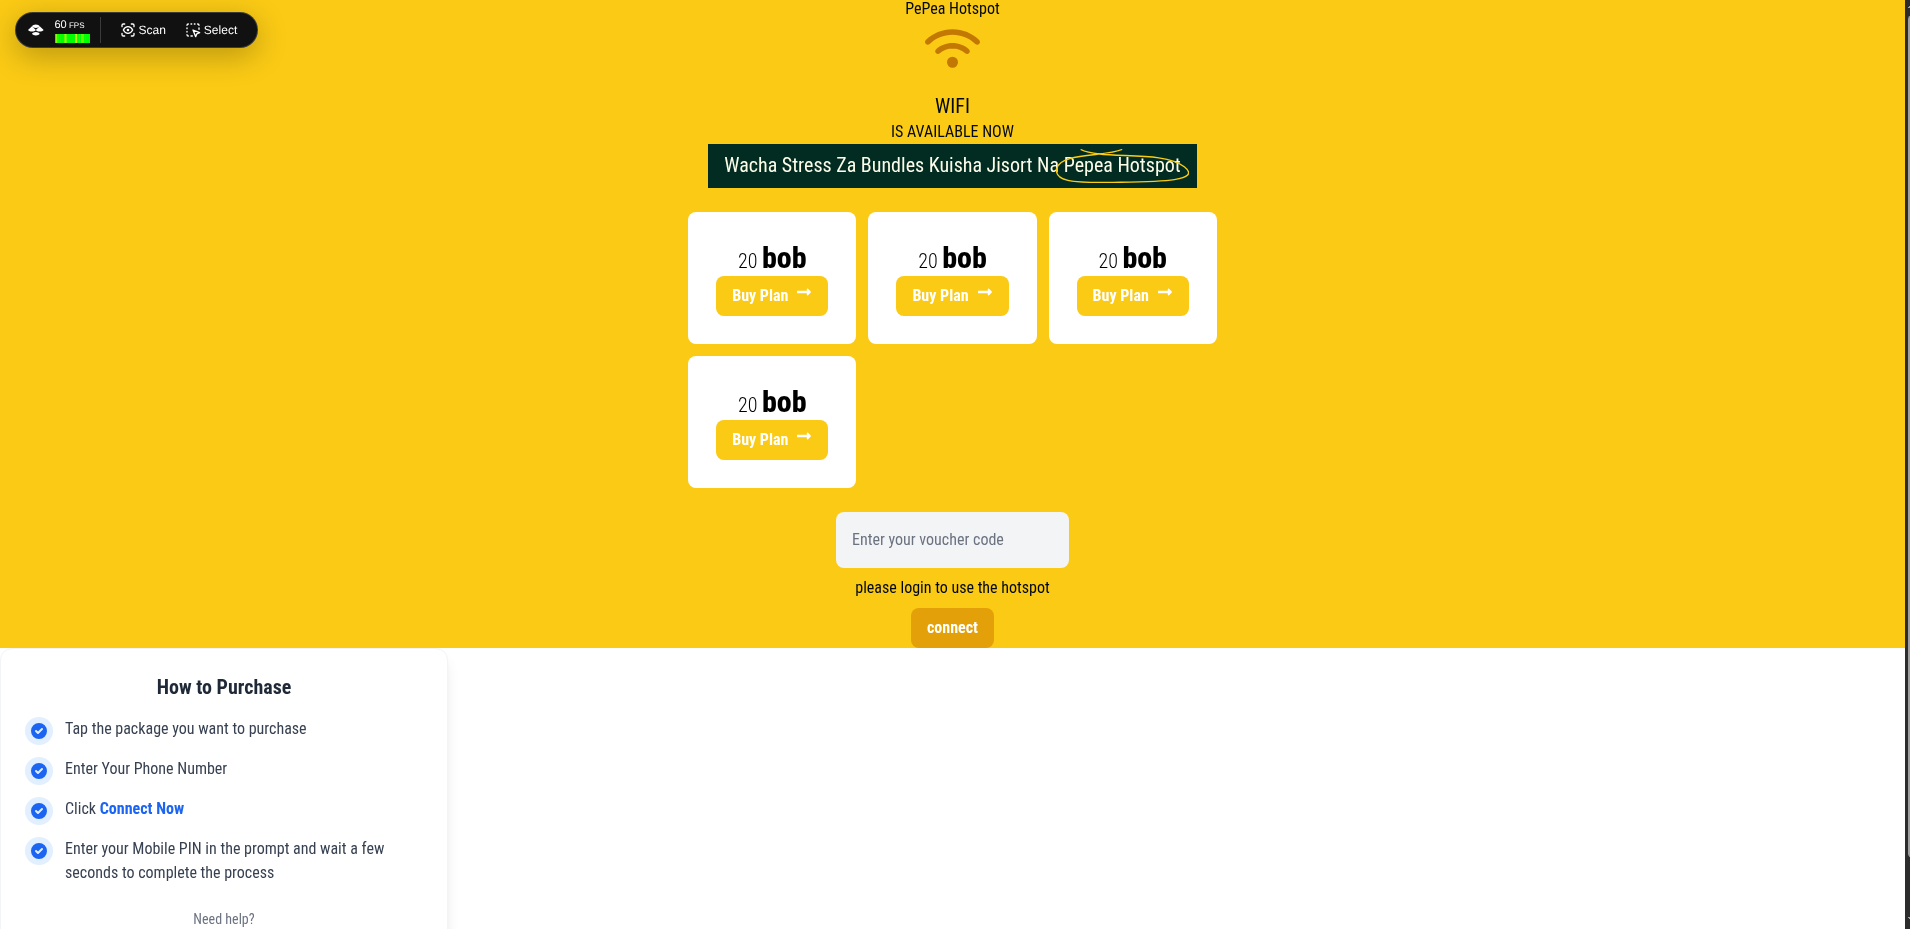 60 FPS
Scan
Select
PePea Hotspot
WIFI
IS AVAILABLE NOW
Wacha Stress Za Bundles Kuisha Jisort Na Pepea Hotspot
20 bob
20 bob
20 bob
Buy Plan
Buy Plan
Buy Plan
20 bob
Buy Plan
Enter your voucher code
please login to use the hotspot
connect
How to Purchase
Tap the package you want to purchase
Enter Your Phone Number
Click Connect Now
Enter your Mobile PIN in the prompt and wait a few
seconds to complete the process
Need help?